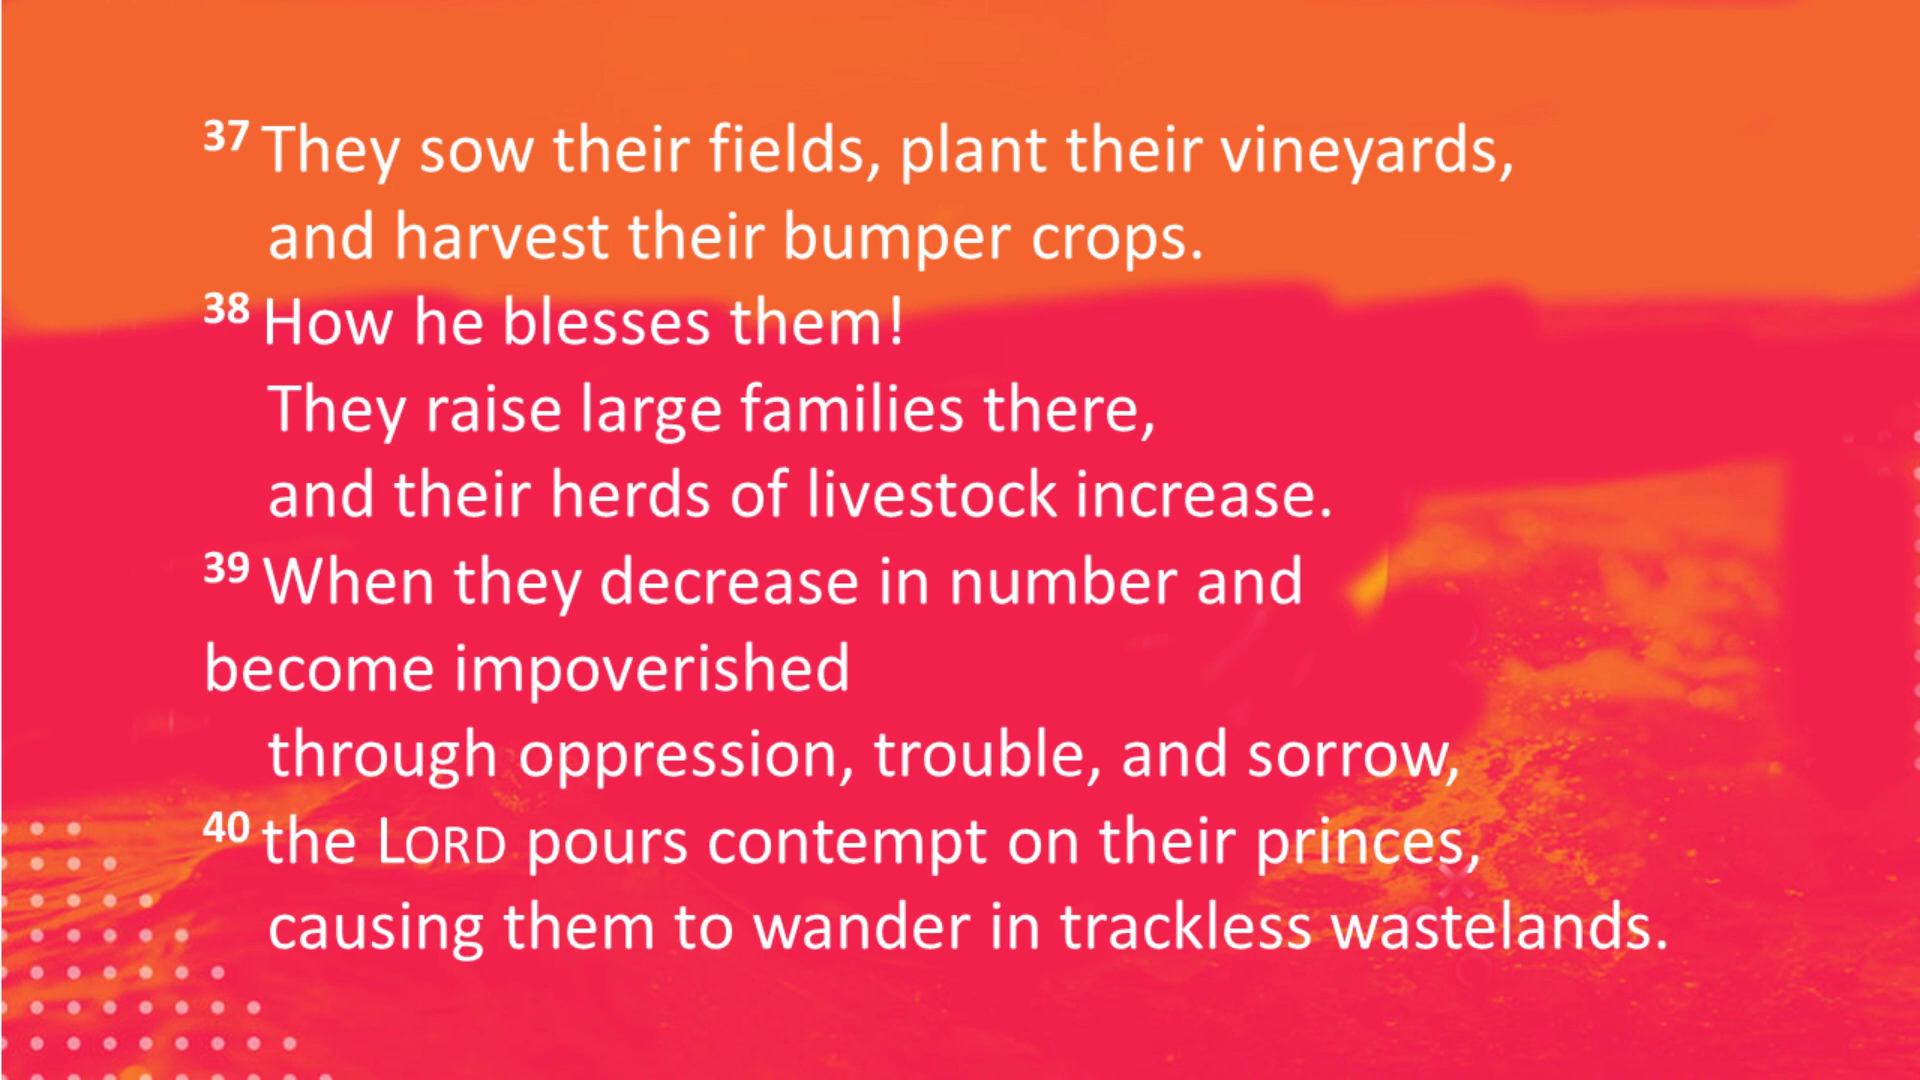 37 They sow their fields, plant their vineyards,
and harvest their bumper crops.
38 How he blesses them!
They raise large families there,
and their herds of livestock increase.
39 When they decrease in number and
become impoverished
through oppression, trouble, and sorrow,
40 the LORD pours contempt on their princes,
causing them to wander in trackless wastelands.